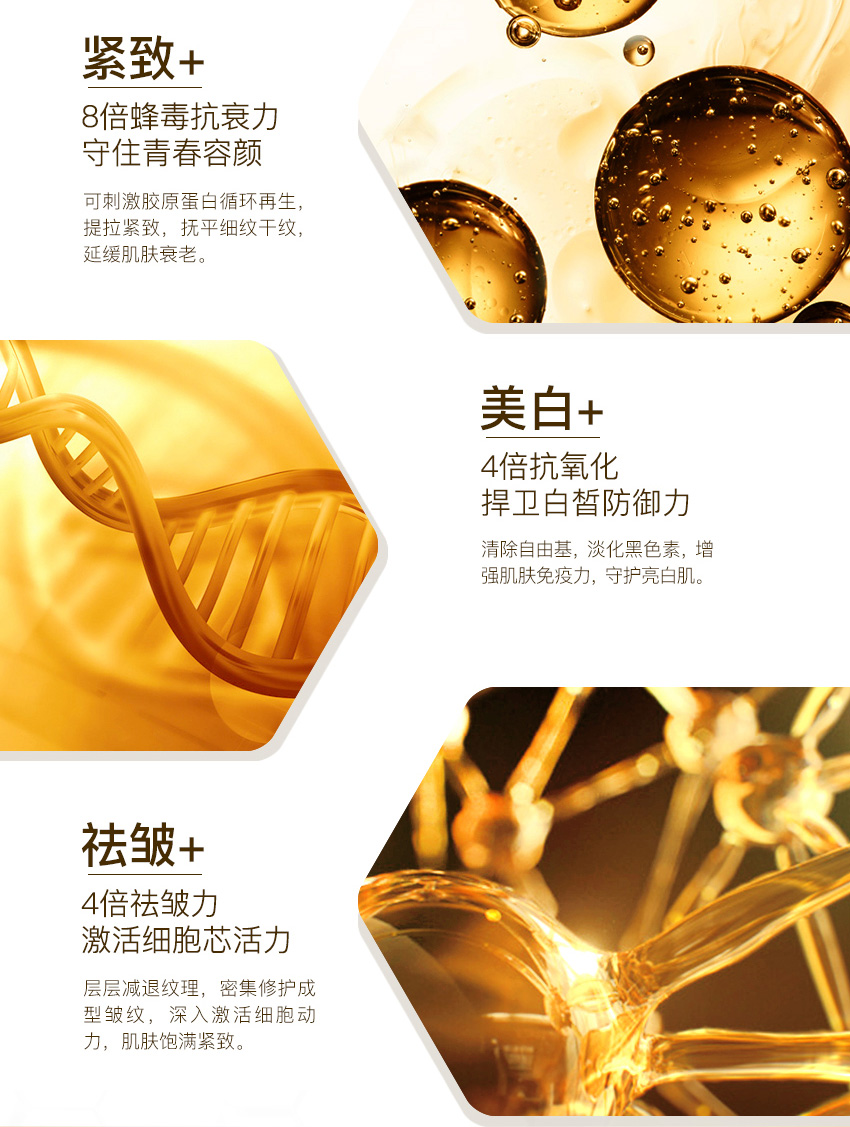 紧致+
8倍蜂毒抗衰力
守住青春容颜
可刺激胶原蛋白循环再生，
提拉紧致，抚平细纹干纹，
延缓肌肤衰老。
美白+
4倍抗氧化
捍卫白皙防御力
清除自由基，淡化黑色素，增
强肌肤免疫力，守护亮白肌。
祛皱+
4倍祛皱力
激活细胞芯活力
层层减退纹理，密集修护成
型皱纹，深入激活细胞动
力，肌肤饱满紧致。